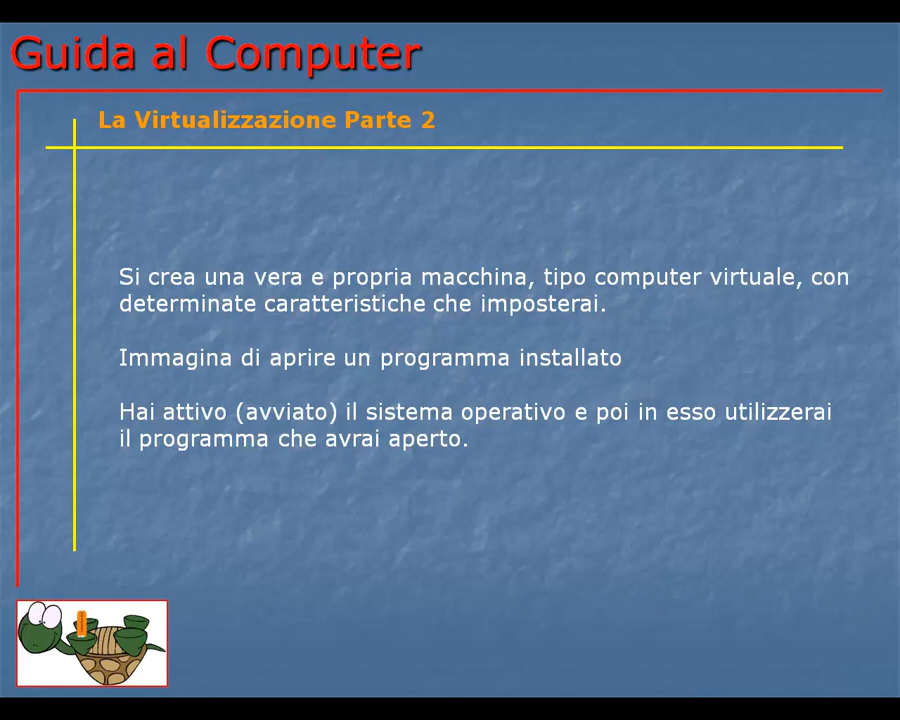 Guida al Computer
La Virtualizzazione Parte 2
Si crea una vera e propria macchina, tipo computer virtuale, con
determinate caratteristiche che imposterai.
Immagina di aprire un programma installato
Hai attivo (avviato) il sistema operativo e poi in esso utilizzerai
il programma che avrai aperto.